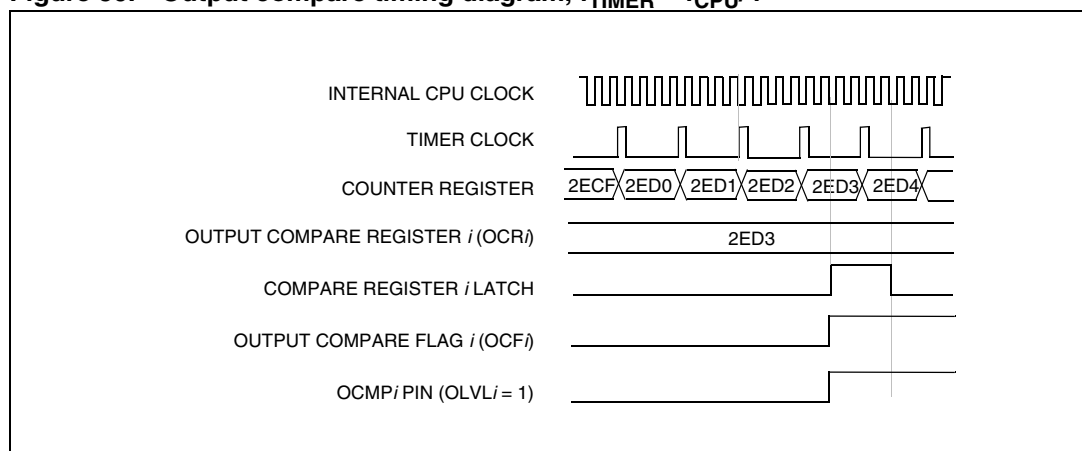 INTERNAL CPU CLOCK
TIMER CLOCK
COUNTER REGISTER 2ECF 2ED0 2ED1 2ED2 2ED3 2ED4
OUTPUT COMPARE REGISTER i (OCRi) 2ED3
COMPARE REGISTER i LATCH
OUTPUT COMPARE FLAG i (OCFi)
OCMPi PIN (OLVLi = 1)